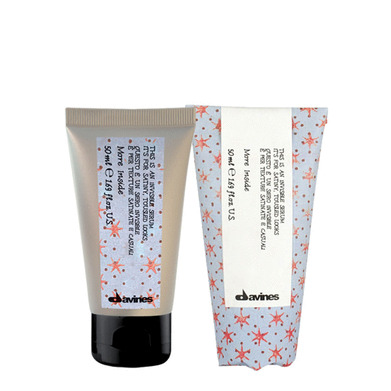 THIS IS AN INVISIBLE SERUM
IT'S FOR SATINY, TOUSLED LOOKS,
QUESTO È UN SIERO INVISIBILE
È PER TEXTURE SATINATE E CASUALI
More Inside
50 ml ℮ 1.69 fl.oz. U.S.
davines
THIS IS AN INVISIBLE SERUM
IT'S FOR SATINY, TOUSLED LOOKS,
QUESTO È UN SIERO INVISIBILE
È PER TEXTURE SATINATE E CASUALI
More Inside
50 ml ℮ 1.69 fl.oz. U.S.
davines